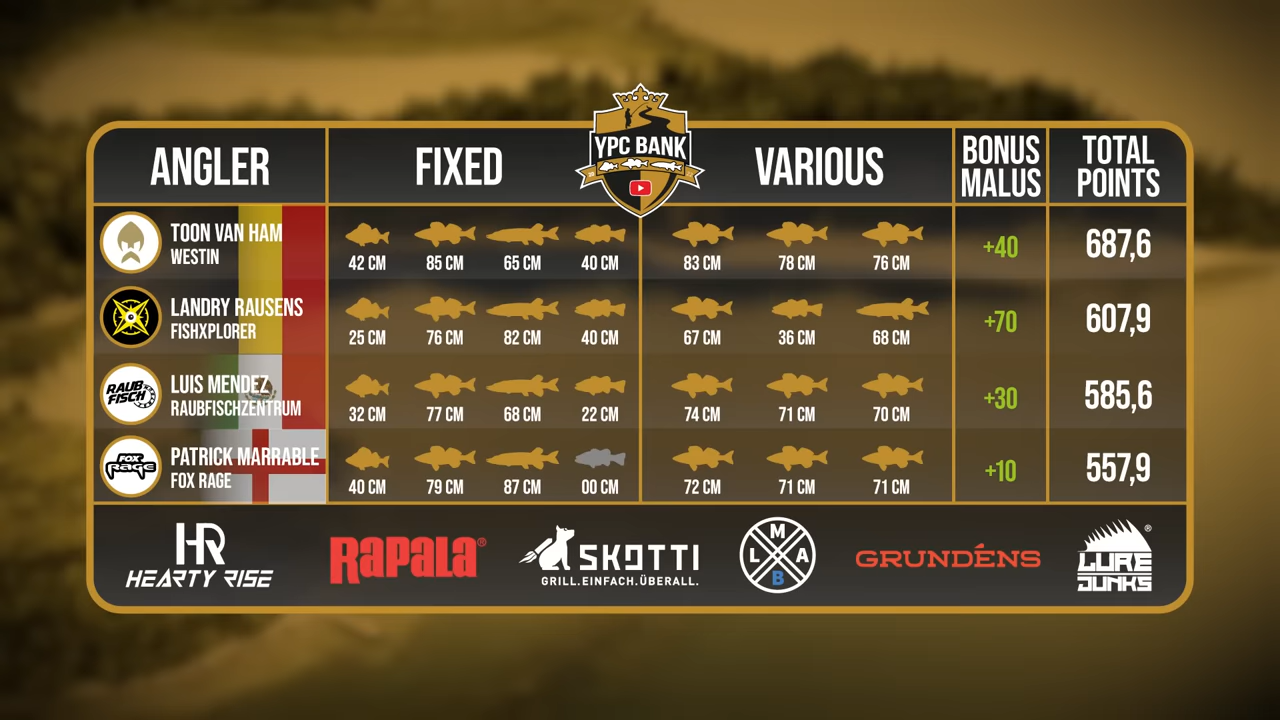 YPC BANK
ANGLER FIXED VARIOUS BONUS MALUS TOTAL POINTS
TOON VAN HAM
WESTIN
42 CM 85 CM 65 CM 40 CM 83 CM 78 CM 76 CM +40 687,6
LANDRY RAUSENS
FISHXPLORER
25 CM 76 CM 82 CM 40 CM 67 CM 36 CM 68 CM +70 607,9
RAUB FISCH
LUIS MENDEZ
RAUBFISCHZENTRUM
32 CM 77 CM 68 CM 22 CM 74 CM 71 CM 70 CM +30 585,6
FOX RAGE
PATRICK MARRABLE
FOX RAGE
40 CM 79 CM 87 CM 00 CM 72 CM 71 CM 71 CM +10 557,9
HR
HEARTY RISE
RAPALA®
SKOTTI
GRILL.EINFACH.ÜBERALL.
M
L A
B
GRUNDÉNS
LURE
JUNKS
®